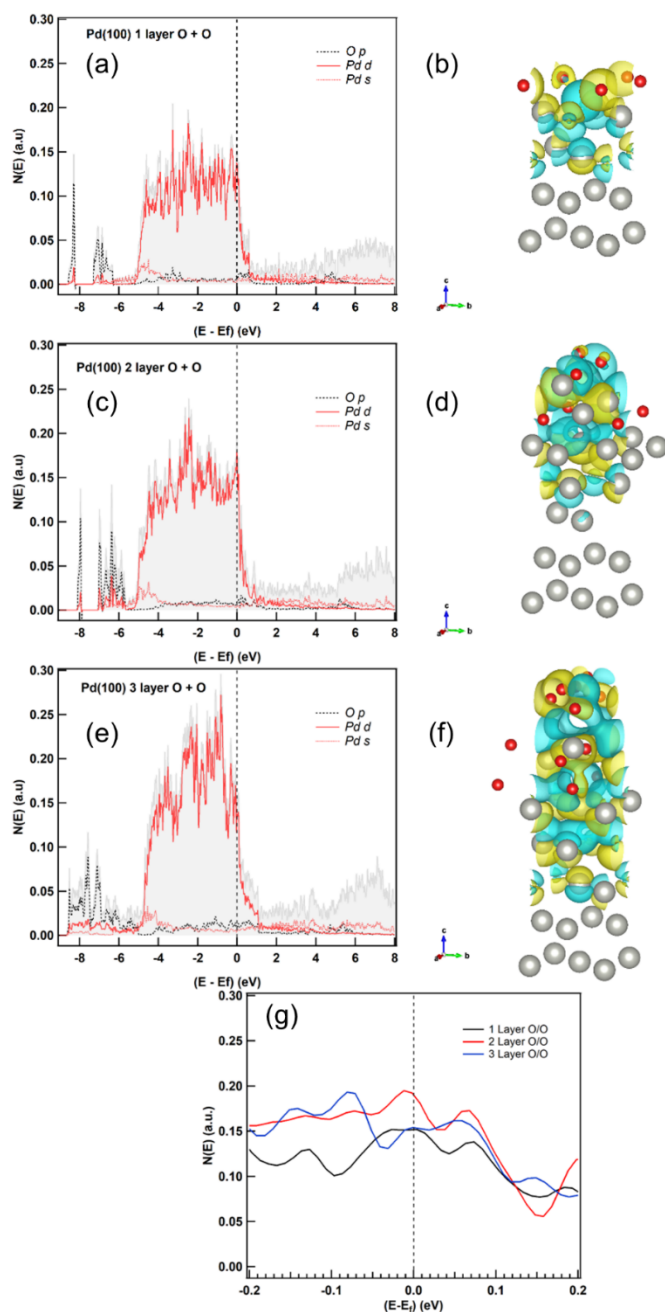 Pd(100) 1 layer O + O
(a)
O p
Pd d
Pd s
N(E) (a.u)
0.30
0.25
0.20
0.15
0.10
0.05
0.00
-8 -6 -4 -2 0 2 4 6 8
(E - Ef) (eV)
(b)
c
a b
Pd(100) 2 layer O + O
(c)
O p
Pd d
Pd s
N(E) (a.u)
0.30
0.25
0.20
0.15
0.10
0.05
0.00
-8 -6 -4 -2 0 2 4 6 8
(E - Ef) (eV)
(d)
c
a b
Pd(100) 3 layer O + O
(e)
O p
Pd d
Pd s
N(E) (a.u)
0.30
0.25
0.20
0.15
0.10
0.05
0.00
-8 -6 -4 -2 0 2 4 6 8
(E - Ef) (eV)
(f)
c
a b
(g)
1 Layer O/O
2 Layer O/O
3 Layer O/O
N(E) (a.u.)
0.30
0.25
0.20
0.15
0.10
0.05
0.00
-0.2 -0.1 0.0 0.1 0.2
(E-Ef) (eV)